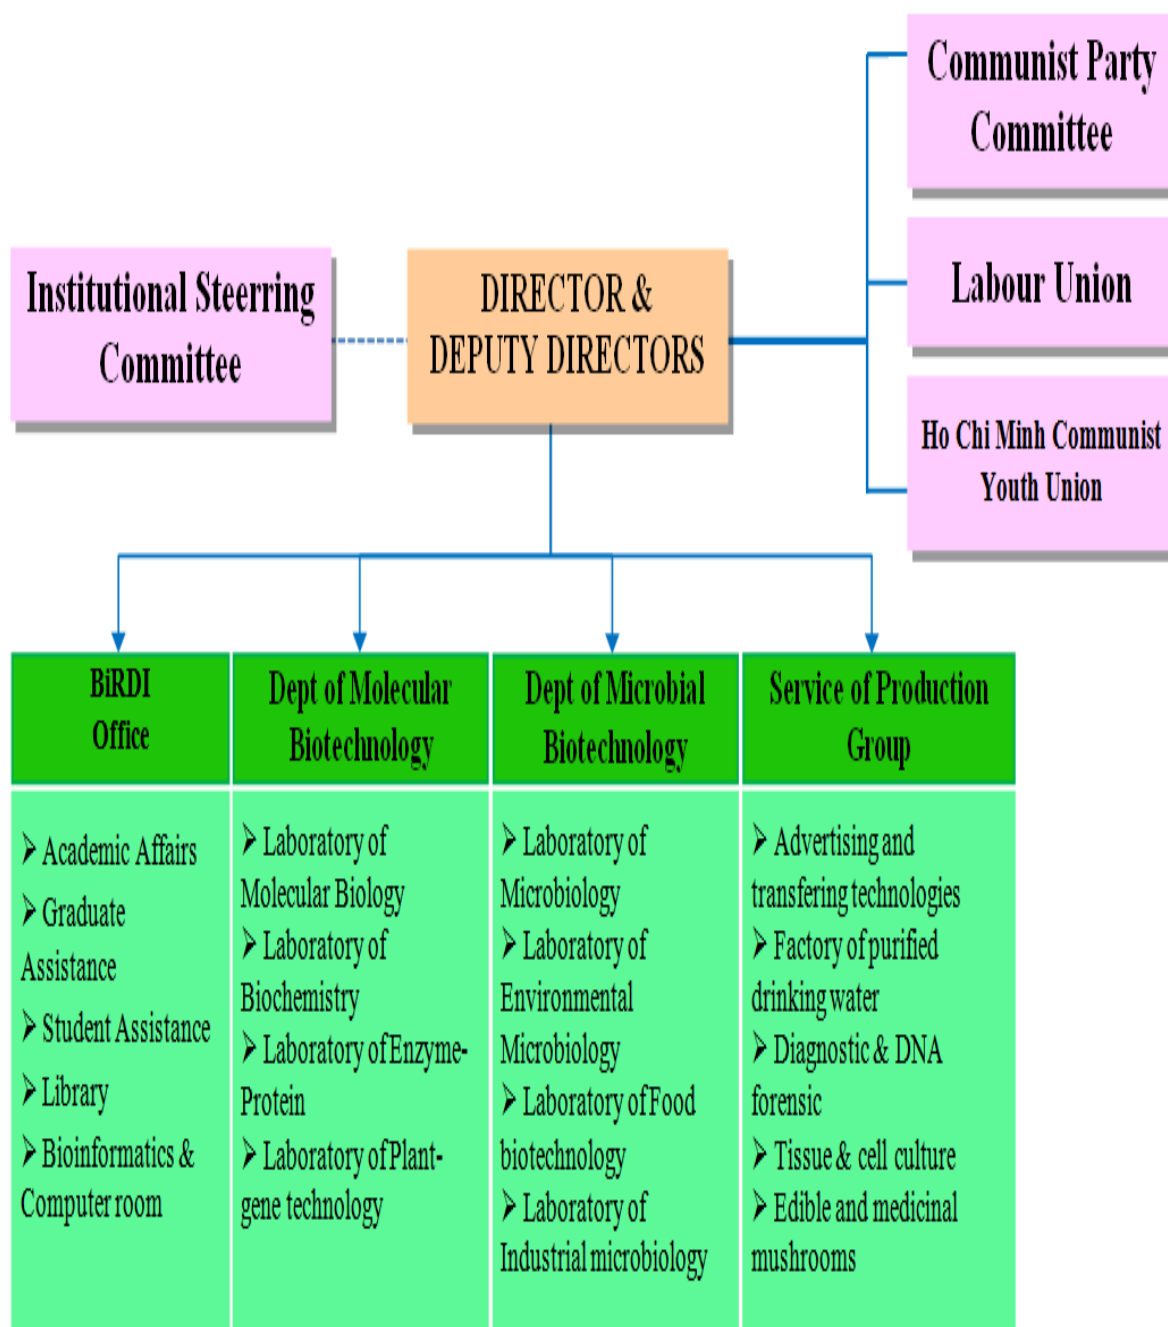 Communist Party
Committee
Institutional Steerring
Committee
DIRECTOR &
DEPUTY DIRECTORS
Labour Union
Ho Chi Minh Communist
Youth Union
BiRDI
Office
➢ Academic Affairs
➢ Graduate
Assistance
➢ Student Assistance
➢ Library
➢ Bioinformatics &
Computer room
Dept of Molecular
Biotechnology
➢ Laboratory of
Molecular Biology
➢ Laboratory of
Biochemistry
➢ Laboratory of Enzyme-
Protein
➢ Laboratory of Plant-
gene technology
Dept of Microbial
Biotechnology
➢ Laboratory of
Microbiology
➢ Laboratory of
Environmental
Microbiology
➢ Laboratory of Food
biotechnology
➢ Laboratory of
Industrial microbiology
Service of Production
Group
➢ Advertising and
transfering technologies
➢ Factory of purified
drinking water
➢ Diagnostic & DNA
forensic
➢ Tissue & cell culture
➢ Edible and medicinal
mushrooms